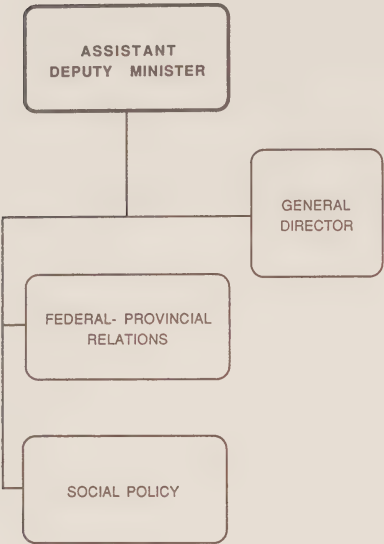 ASSISTANT
DEPUTY MINISTER
GENERAL
DIRECTOR
FEDERAL- PROVINCIAL
RELATIONS
SOCIAL POLICY